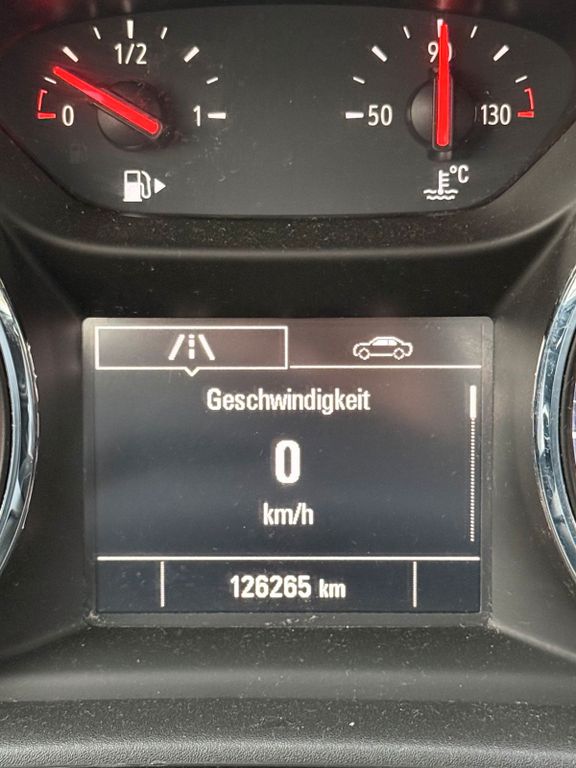 0 1/2 1
50 90 130
°C
Geschwindigkeit
0
km/h
126265 km